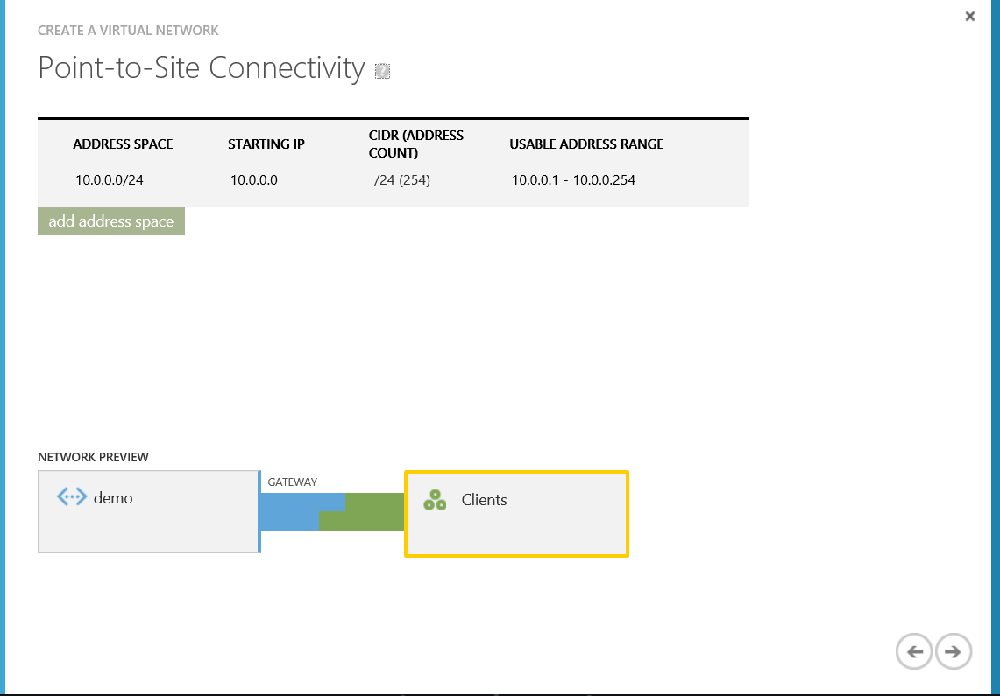 CREATE A VIRTUAL NETWORK
Point-to-Site Connectivity ?
ADDRESS SPACE STARTING IP CIDR (ADDRESS COUNT) USABLE ADDRESS RANGE
10.0.0.0/24 10.0.0.0 /24 (254) 10.0.0.1 - 10.0.0.254
add address space
NETWORK PREVIEW
demo GATEWAY Clients